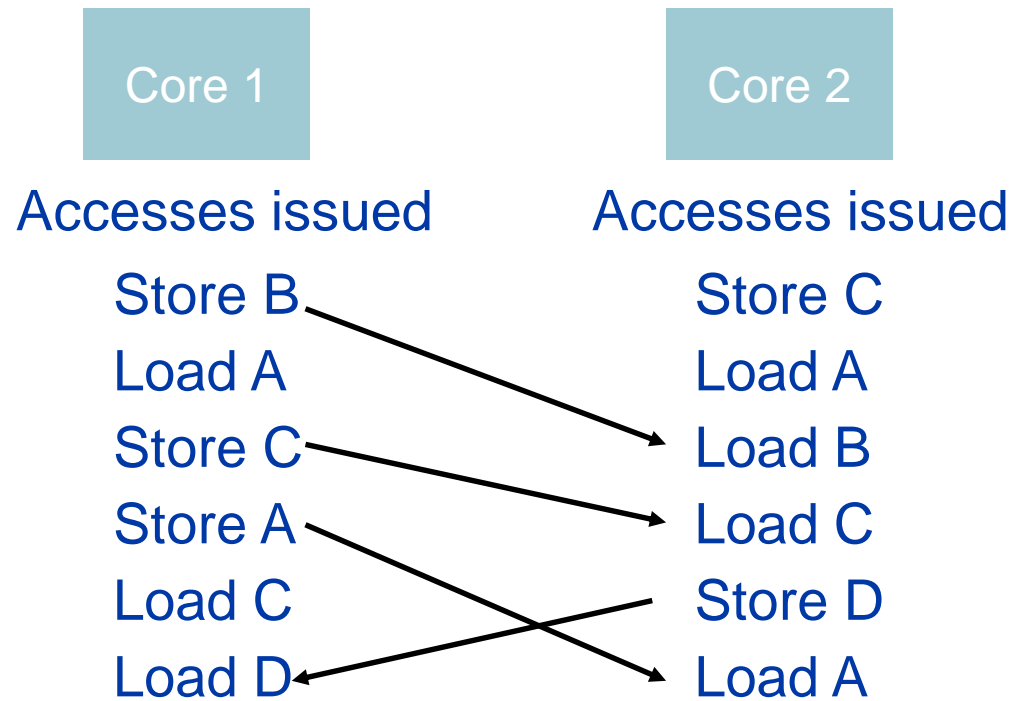 Core 1
Accesses issued
Store B
Load A
Store C
Store A
Load C
Load D
Core 2
Accesses issued
Store C
Load A
Load B
Load C
Store D
Load A